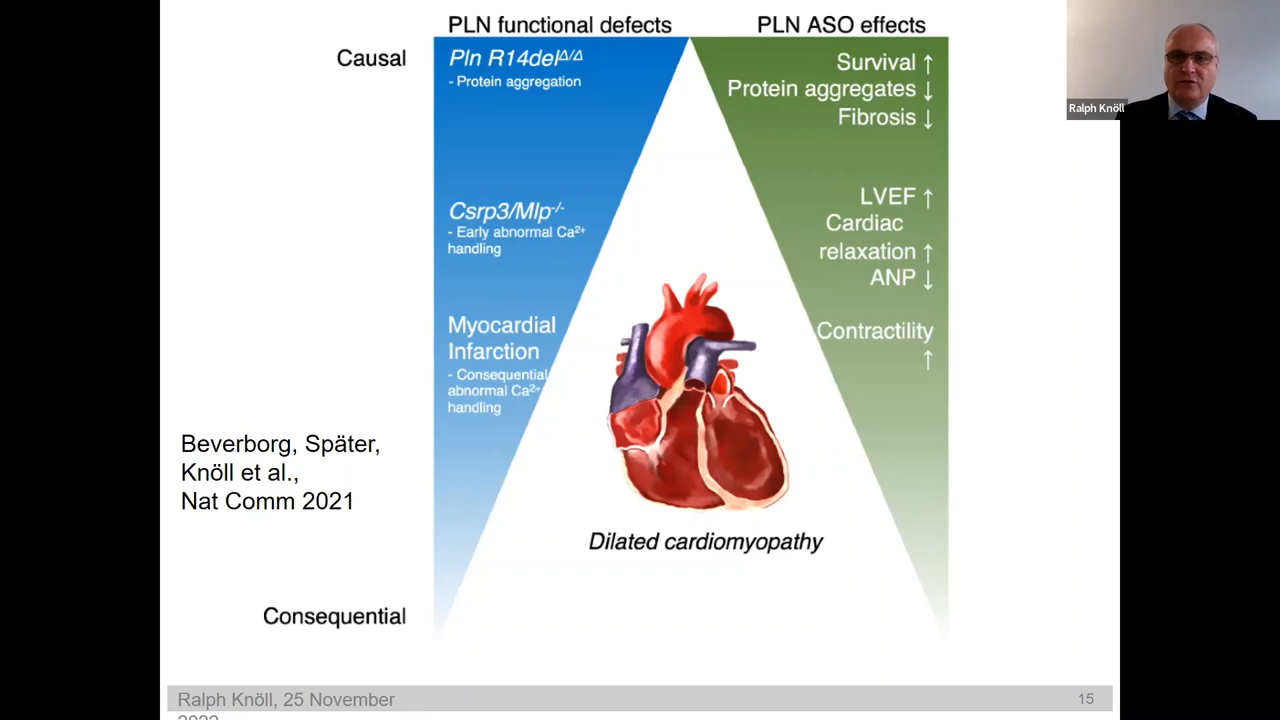 PLN functional defects
PLN ASO effects
Causal
Pln R14del^Δ/Δ
- Protein aggregation
Survival ↑
Protein aggregates ↓
Fibrosis ↓
Csrp3/Mlp^-/-
- Early abnormal Ca²⁺
handling
LVEF ↑
Cardiac
relaxation ↑
ANP ↓
Myocardial
Infarction
- Consequential
abnormal Ca²⁺
handling
Contractility
↑
Beverborg, Später,
Knöll et al.,
Nat Comm 2021
Dilated cardiomyopathy
Consequential
Ralph Knöll, 25 November
15
Ralph Knöll